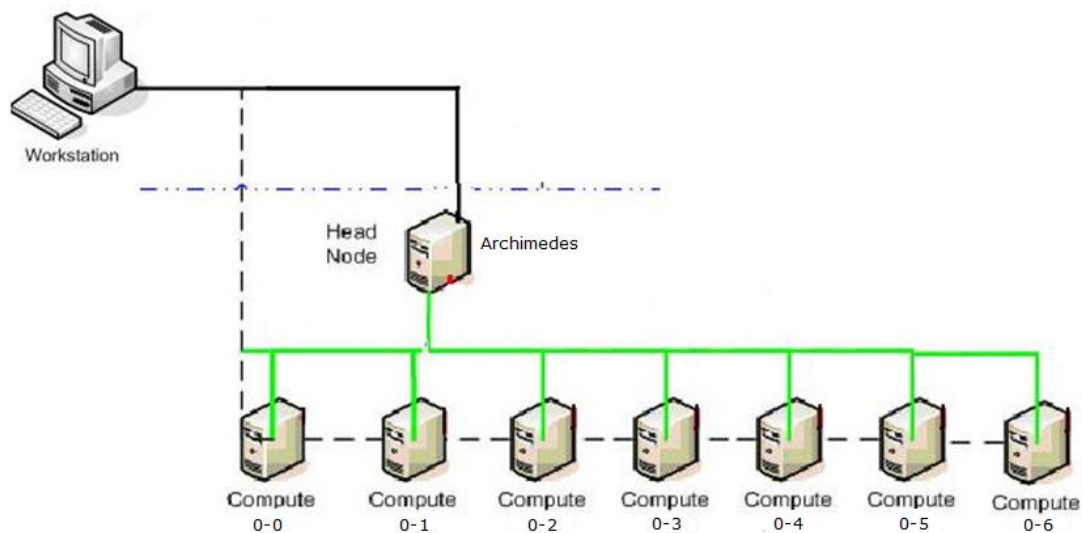 Workstation
Head
Node
Archimedes
Compute
0-0
Compute
0-1
Compute
0-2
Compute
0-3
Compute
0-4
Compute
0-5
Compute
0-6